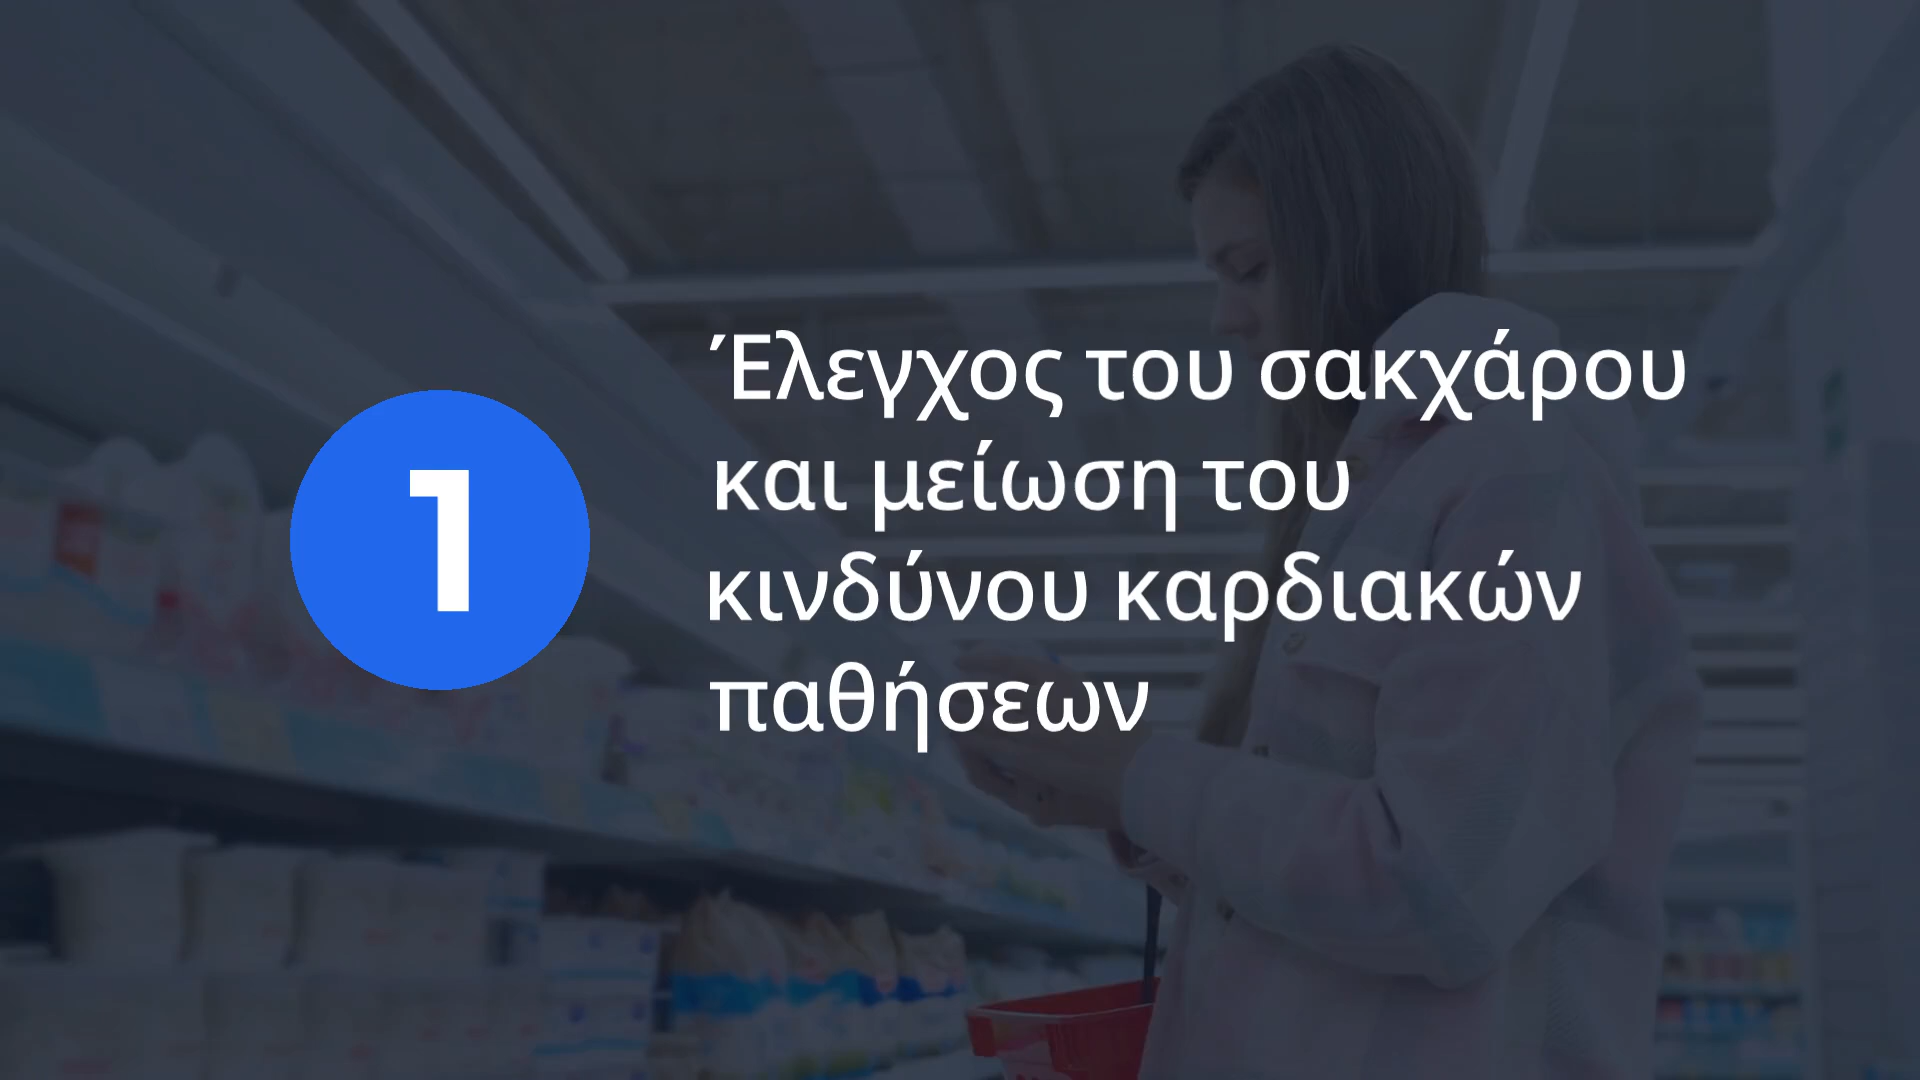 1
Έλεγχος του σακχάρου
και μείωση του
κινδύνου καρδιακών
παθήσεων